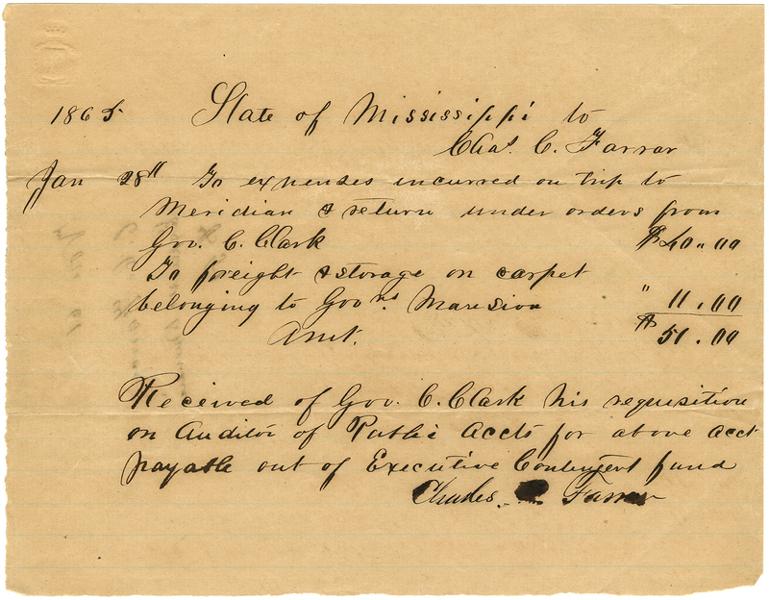 1865 State of Mississippi to
Chas. C. Farrar
Jan 28th To expenses incurred on trip to
Meridian & return under orders from
Gov. C. Clark $40.00
To freight & storage on carpet
belonging to Govrs. Mansion " 11.00
Amt. $51.00
Received of Gov. C. Clark his requisition
on Auditor of Public Accts for above acct
payable out of Executive Contingent fund
Charles Farrar